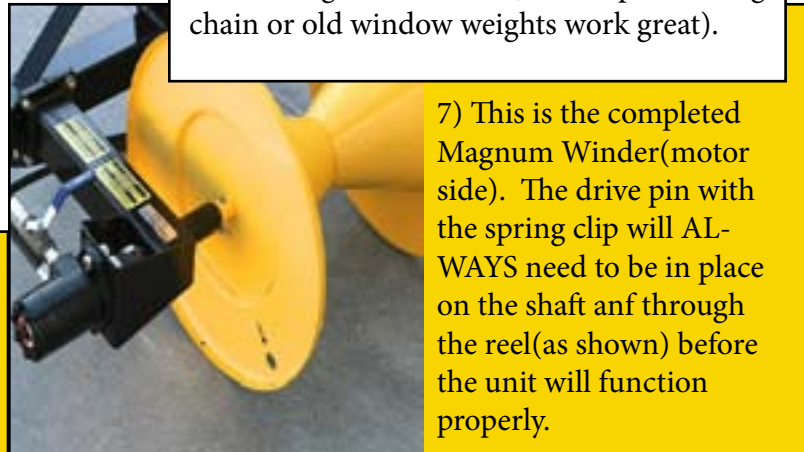 chain or old window weights work great).
7) This is the completed
Magnum Winder(motor
side). The drive pin with
the spring clip will AL-
WAYS need to be in place
on the shaft anf through
the reel(as shown) before
the unit will function
properly.